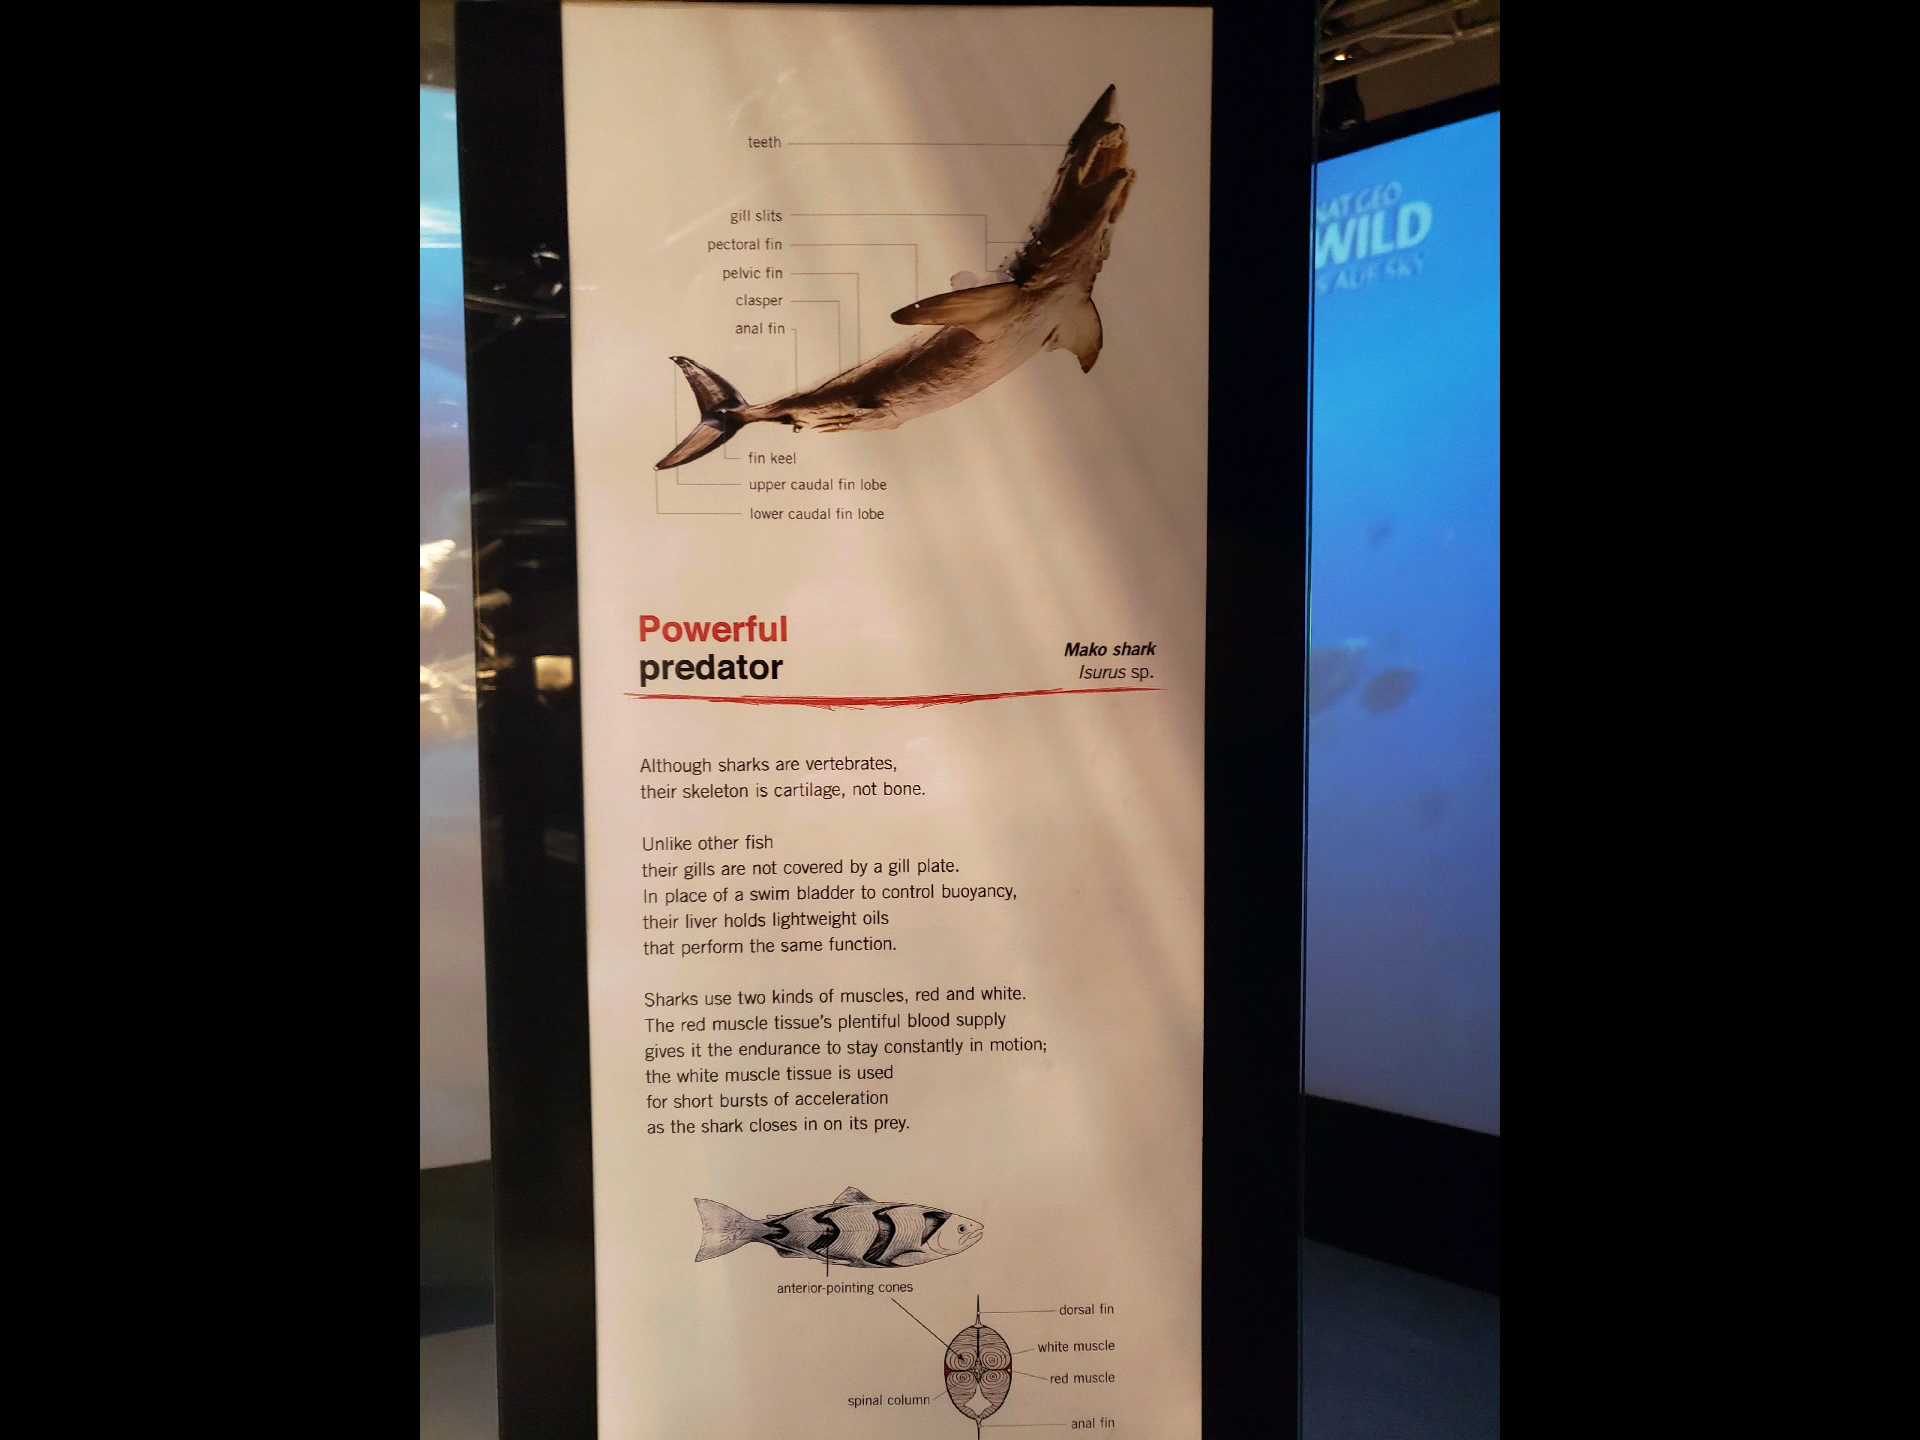 teeth
gill slits
pectoral fin
pelvic fin
clasper
anal fin
fin keel
upper caudal fin lobe
lower caudal fin lobe
Powerful
predator
Mako shark
Isurus sp.
Although sharks are vertebrates,
their skeleton is cartilage, not bone.
Unlike other fish
their gills are not covered by a gill plate.
In place of a swim bladder to control buoyancy,
their liver holds lightweight oils
that perform the same function.
Sharks use two kinds of muscles, red and white.
The red muscle tissue's plentiful blood supply
gives it the endurance to stay constantly in motion;
the white muscle tissue is used
for short bursts of acceleration
as the shark closes in on its prey.
anterior-pointing cones
dorsal fin
white muscle
red muscle
spinal column
anal fin
NAT GEO
WILD